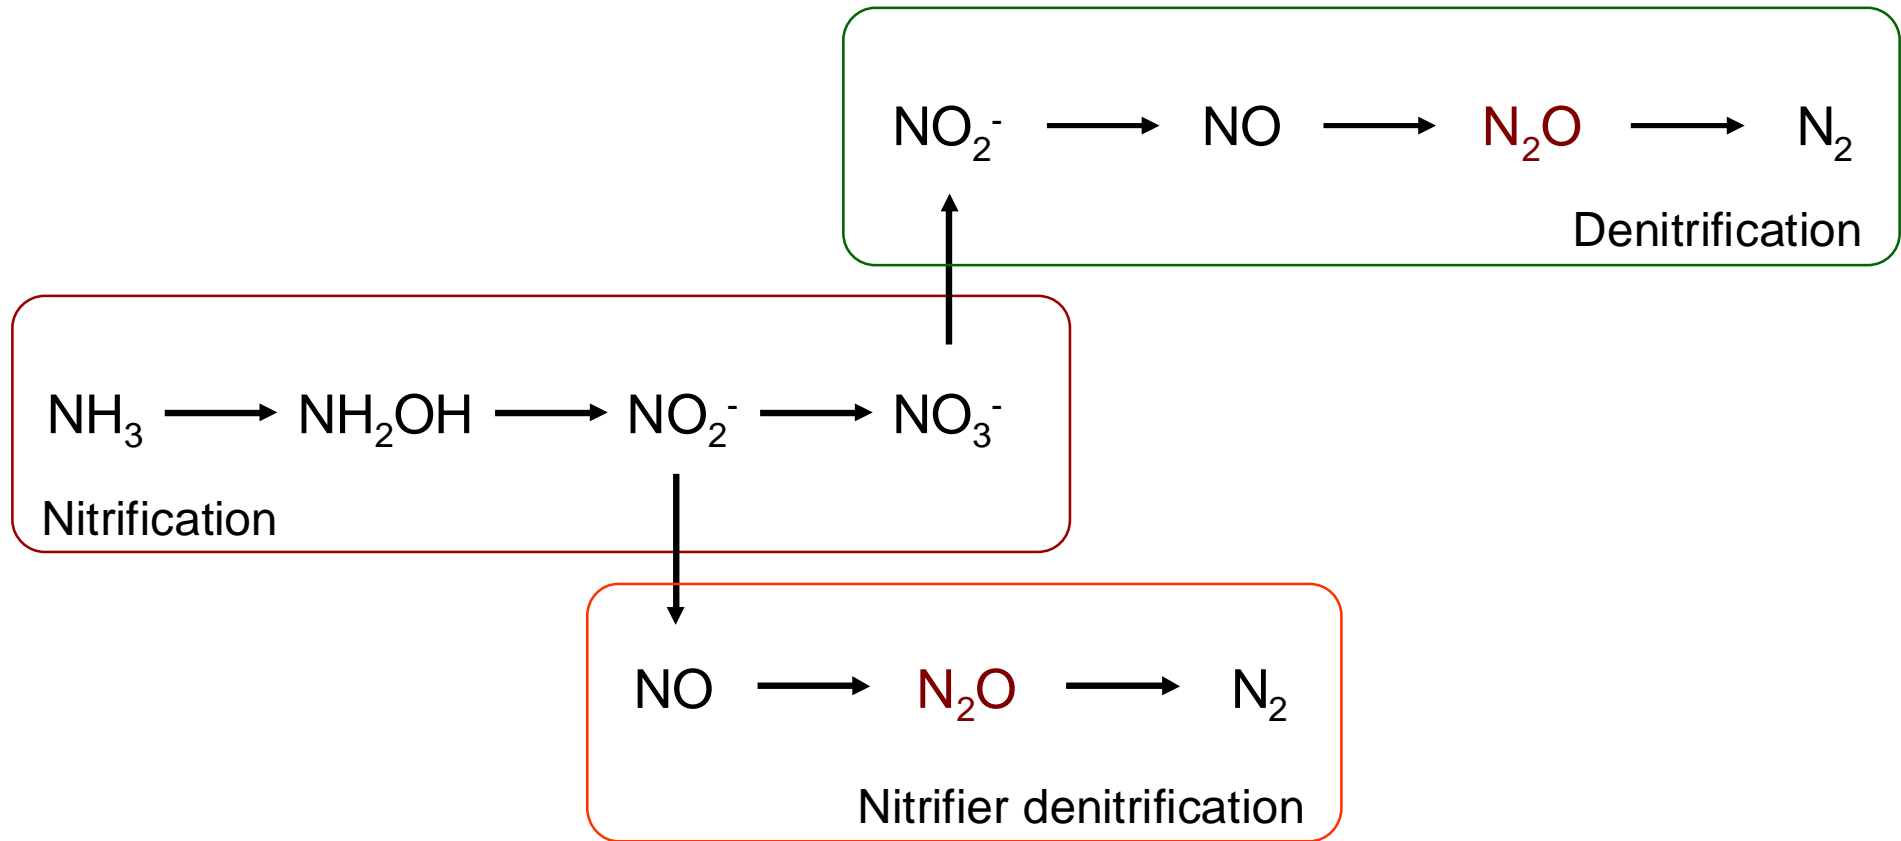 NO₂⁻ → NO → N₂O → N₂
Denitrification
NH₃ → NH₂OH → NO₂⁻ → NO₃⁻
Nitrification
NO → N₂O → N₂
Nitrifier denitrification